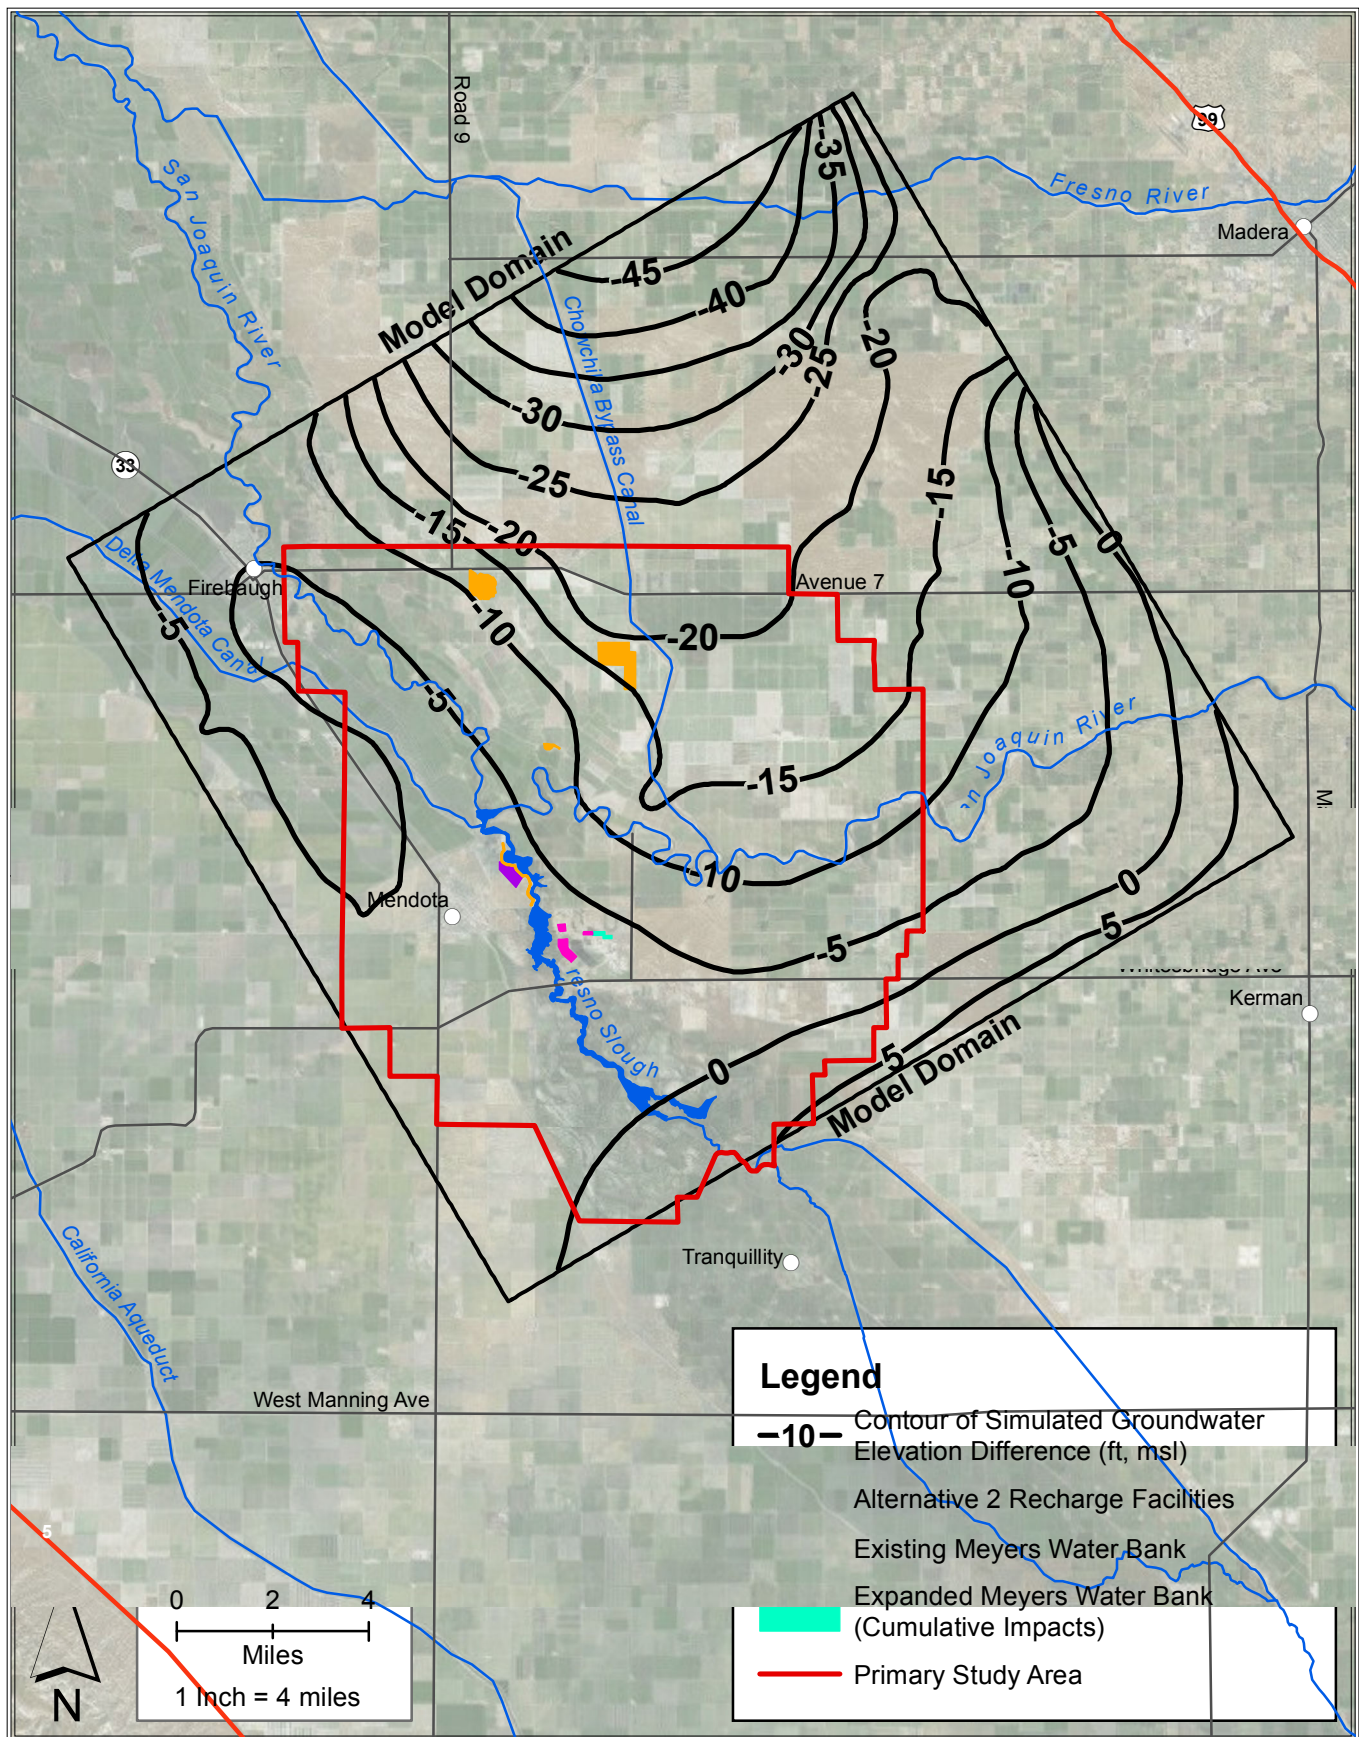 Road 9
99
San Joaquin River
Fresno River
Madera
-35
Model Domain
-45
-40
Chowchilla Bypass Canal
-30
-25
-20
-30
-25
33
-15
-15
-20
-10
-5
0
Delta Mendota Canal
Firebaugh
Avenue 7
-5
-10
-20
-5
-15
Joaquin River
10
0
Mendota
5
-5
Kerman
resno Slough
0
5
Model Domain
Tranquillity
California Aqueduct
West Manning Ave
Legend
-10
Contour of Simulated Groundwater
Elevation Difference (ft, msl)
Alternative 2 Recharge Facilities
Existing Meyers Water Bank
Expanded Meyers Water Bank
(Cumulative Impacts)
Primary Study Area
5
0 2 4
Miles
1 Inch = 4 miles
N